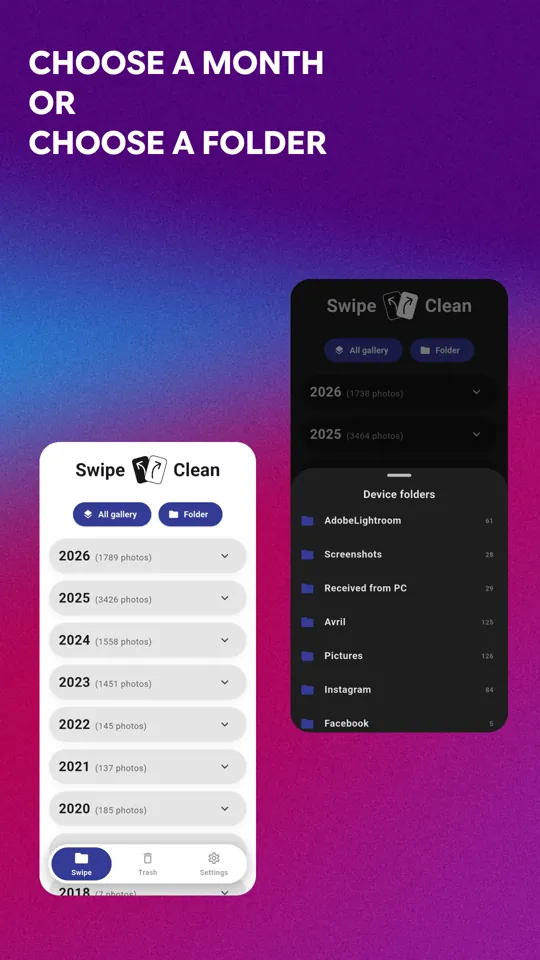 CHOOSE A MONTH
OR
CHOOSE A FOLDER
Swipe Clean
All gallery Folder
2026 (1789 photos)
2025 (3426 photos)
2024 (1558 photos)
2023 (1451 photos)
2022 (145 photos)
2021 (137 photos)
2020 (185 photos)
Swipe Trash Settings
2018 (7 photos)
Swipe Clean
All gallery Folder
2026 (1738 photos)
2025 (3464 photos)
Device folders
AdobeLightroom 61
Screenshots 28
Received from PC 29
Avril 125
Pictures 126
Instagram 84
Facebook 5